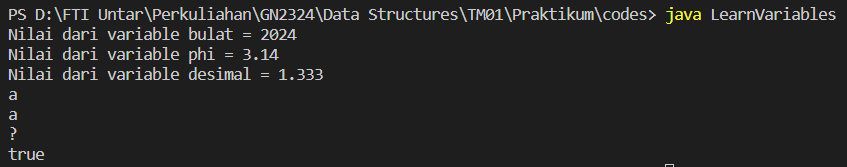 PS D:\FTI Untar\Perkuliahan\GN2324\Data Structures\TM01\Praktikum\codes> java LearnVariables
Nilai dari variable bulat = 2024
Nilai dari variable phi = 3.14
Nilai dari variable desimal = 1.333
a
a
?
true